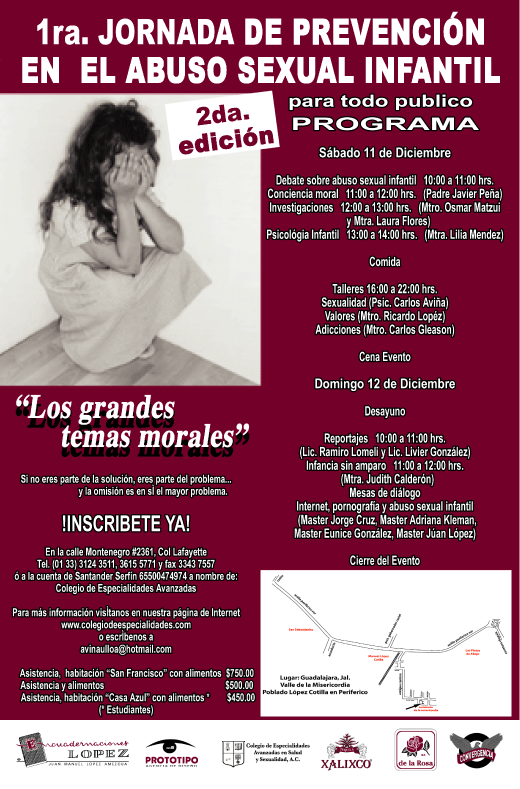 1ra. JORNADA DE PREVENCIÓN
EN EL ABUSO SEXUAL INFANTIL
2da.
edición
para todo publico
PROGRAMA
Sábado 11 de Diciembre
Debate sobre abuso sexual infantil 10:00 a 11:00 hrs.
Conciencia moral 11:00 a 12:00 hrs. (Padre Javier Peña)
Investigaciones 12:00 a 13:00 hrs. (Mtro. Osmar Matzui
y Mtra. Laura Flores)
Psicológia Infantil 13:00 a 14:00 hrs. (Mtra. Lilia Mendez)
Comida
Talleres 16:00 a 22:00 hrs.
Sexualidad (Psic. Carlos Aviña)
Valores (Mtro. Ricardo Lopéz)
Adicciones (Mtro. Carlos Gleason)
Cena Evento
Domingo 12 de Diciembre
Desayuno
Reportajes 10:00 a 11:00 hrs.
(Lic. Ramiro Lomeli y Lic. Livier González)
Infancia sin amparo 11:00 a 12:00 hrs.
(Mtra. Judith Calderón)
Mesas de diálogo
Internet, pornografía y abuso sexual infantil
(Master Jorge Cruz, Master Adriana Kleman,
Master Eunice González, Master Júan López)
Cierre del Evento
“Los grandes
temas morales”
Si no eres parte de la solución, eres parte del problema...
y la omisión es en sí el mayor problema.
!INSCRIBETE YA!
En la calle Montenegro #2361, Col Lafayette
Tel. (01 33) 3124 3511, 3615 5771 y fax 3343 7557
ó a la cuenta de Santander Serfín 65500474974 a nombre de:
Colegio de Especialidades Avanzadas
Para más información visítanos en nuestra página de Internet
www.colegiodeespecialidades.com
o escríbenos a
avinaulloa@hotmail.com
Asistencia, habitación “San Francisco” con alimentos $750.00
Asistencia y alimentos $500.00
Asistencia, habitación “Casa Azul” con alimentos * $450.00
(* Estudiantes)
Lugar: Guadalajara, Jal.
Valle de la Misericordia
Poblado López Cotilla en Periferico
Encuadernaciones
LOPEZ
JUAN MANUEL LOPEZ AMEZCUA
PROTOTIPO
AGENCIA DE DISEÑO
Colegio de Especialidades
Avanzadas en Salud
y Sexualidad, A.C.
XALIXCO
de la Rosa
CONVERGENCIA